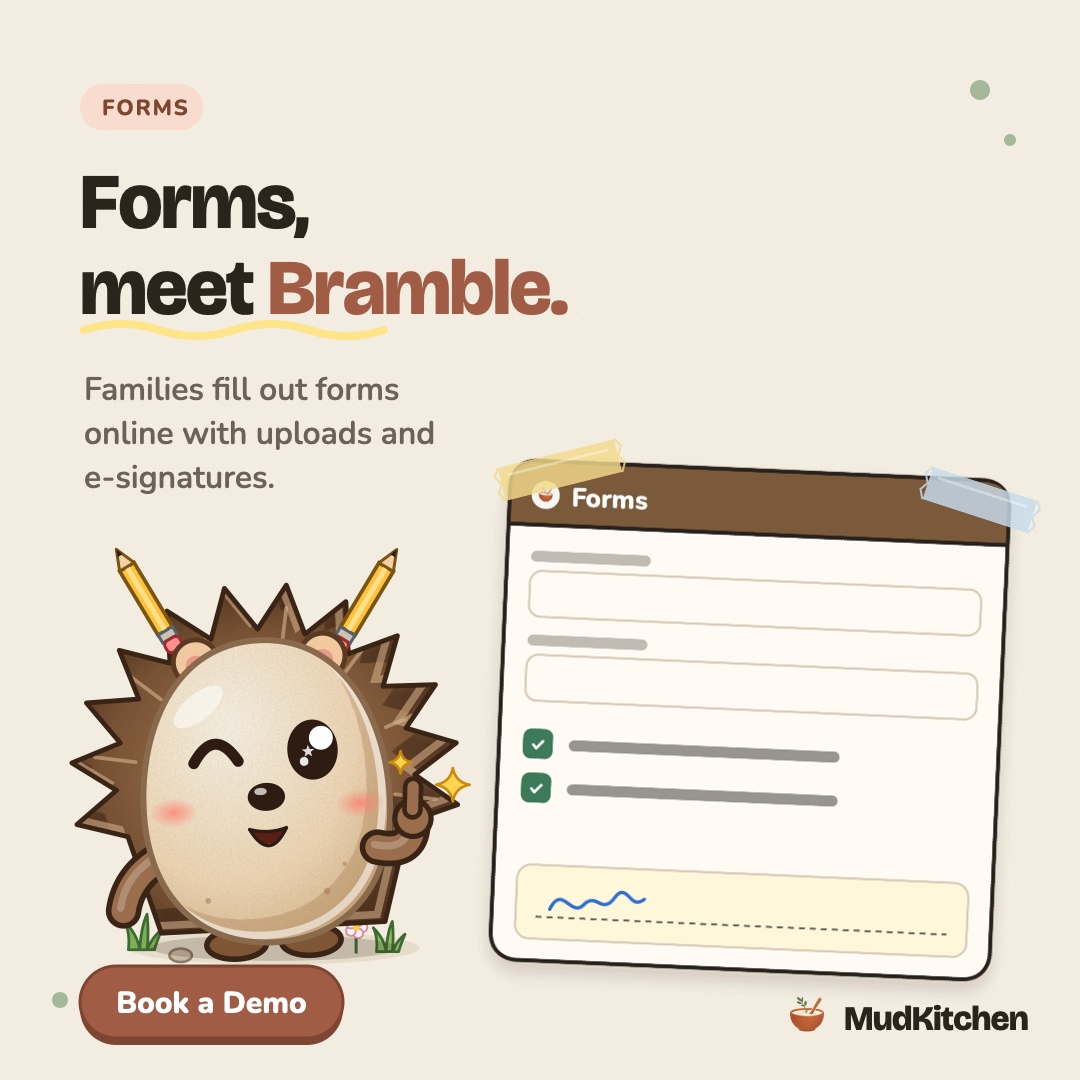 FORMS
Forms,
meet Bramble.
Families fill out forms
online with uploads and
e-signatures.
Forms
Book a Demo
MudKitchen